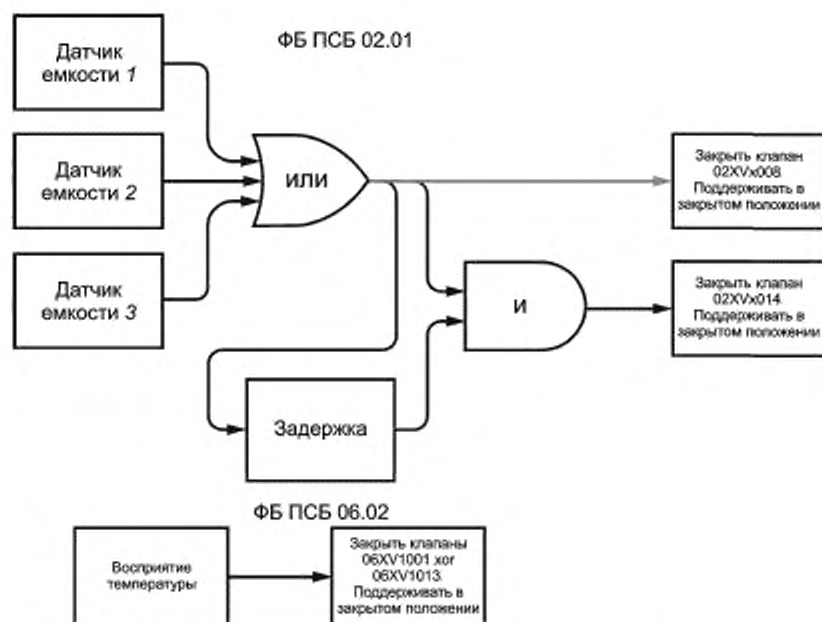 ФБ ПСБ 02.01
Датчик
емкости 1
Датчик
емкости 2
Датчик
емкости 3
или
Закрыть клапан
02XVx008.
Поддерживать в
закрытом положении
и
Закрыть клапан
02XVx014.
Поддерживать в
закрытом положении
Задержка
ФБ ПСБ 06.02
Восприятие
температуры
Закрыть клапаны
06XV1001 xor
06XV1013.
Поддерживать в
закрытом положении